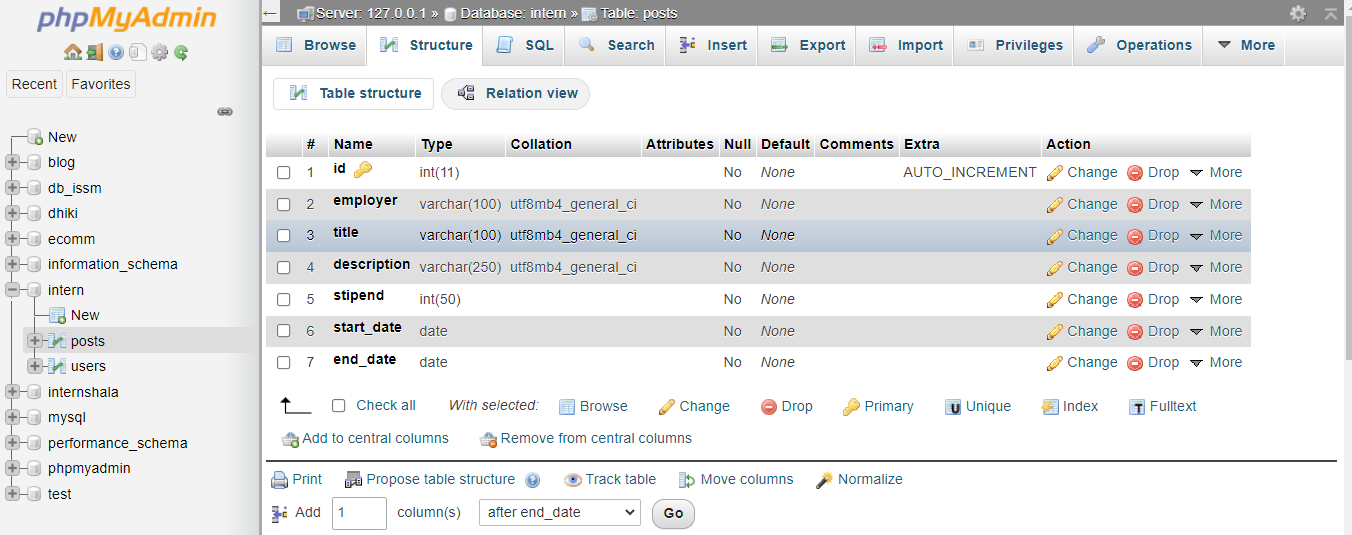 phpMyAdmin
Recent Favorites
New
blog
db_issm
dhiki
ecomm
information_schema
intern
New
posts
users
internshala
mysql
performance_schema
phpmyadmin
test
Server: 127.0.0.1 » Database: intern » Table: posts
Browse Structure SQL Search Insert Export Import Privileges Operations More
Table structure Relation view
# Name Type Collation Attributes Null Default Comments Extra Action
1 id int(11) No None AUTO_INCREMENT Change Drop More
2 employer varchar(100) utf8mb4_general_ci No None Change Drop More
3 title varchar(100) utf8mb4_general_ci No None Change Drop More
4 description varchar(250) utf8mb4_general_ci No None Change Drop More
5 stipend int(50) No None Change Drop More
6 start_date date No None Change Drop More
7 end_date date No None Change Drop More
Check all With selected: Browse Change Drop Primary Unique Index Fulltext
Add to central columns Remove from central columns
Print Propose table structure Track table Move columns Normalize
Add 1 column(s) after end_date Go